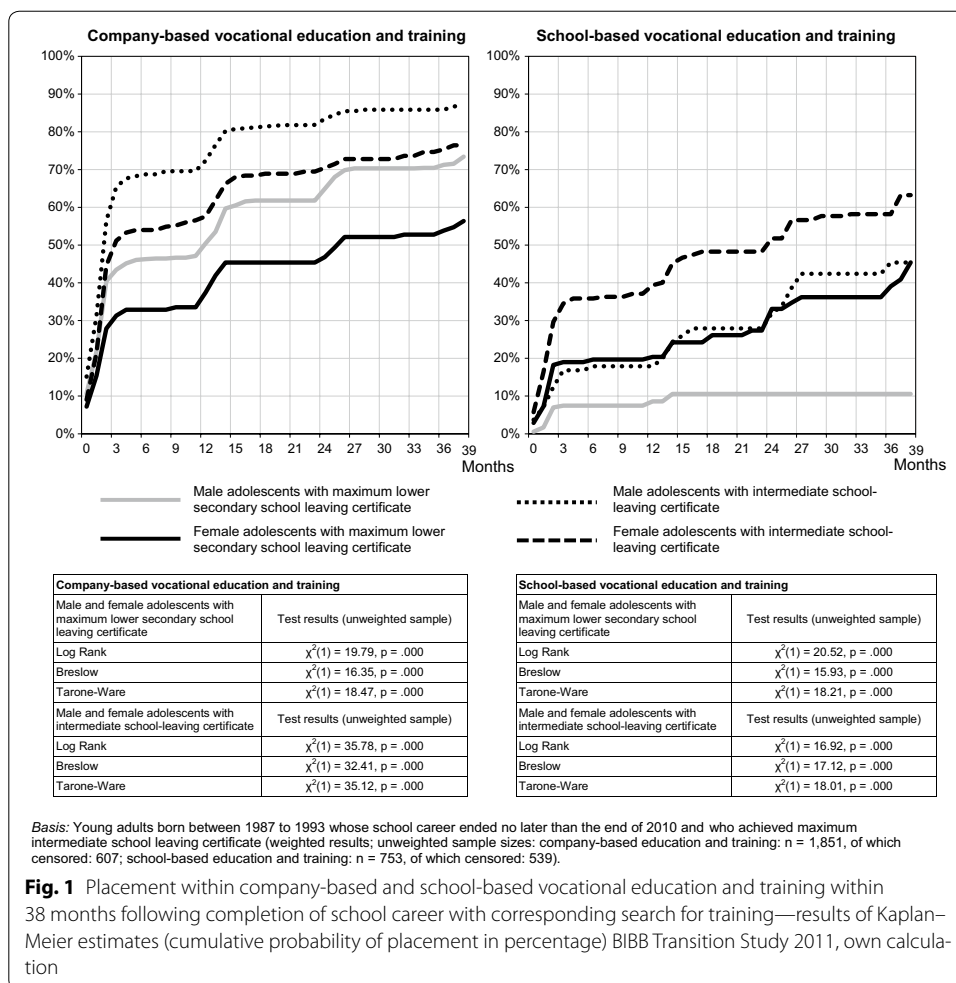 Company-based vocational education and training
School-based vocational education and training
100%
90%
80%
70%
60%
50%
40%
30%
20%
10%
0%
0 3 6 9 12 15 18 21 24 27 30 33 36 39
Months
100%
90%
80%
70%
60%
50%
40%
30%
20%
10%
0%
0 3 6 9 12 15 18 21 24 27 30 33 36 39
Months
Male adolescents with maximum lower
secondary school leaving certificate
Male adolescents with intermediate school-
leaving certificate
Female adolescents with maximum lower
secondary school leaving certificate
Female adolescents with intermediate school-
leaving certificate
Company-based vocational education and training
Male and female adolescents with
maximum lower secondary school
leaving certificate
Test results (unweighted sample)
Log Rank χ²(1) = 19.79, p = .000
Breslow χ²(1) = 16.35, p = .000
Tarone-Ware χ²(1) = 18.47, p = .000
Male and female adolescents with
intermediate school-leaving certificate
Test results (unweighted sample)
Log Rank χ²(1) = 35.78, p = .000
Breslow χ²(1) = 32.41, p = .000
Tarone-Ware χ²(1) = 35.12, p = .000
School-based vocational education and training
Male and female adolescents with
maximum lower secondary school
leaving certificate
Test results (unweighted sample)
Log Rank χ²(1) = 20.52, p = .000
Breslow χ²(1) = 15.93, p = .000
Tarone-Ware χ²(1) = 18.21, p = .000
Male and female adolescents with
intermediate school-leaving certificate
Test results (unweighted sample)
Log Rank χ²(1) = 16.92, p = .000
Breslow χ²(1) = 17.12, p = .000
Tarone-Ware χ²(1) = 18.01, p = .000
Basis: Young adults born between 1987 to 1993 whose school career ended no later than the end of 2010 and who achieved maximum
intermediate school leaving certificate (weighted results; unweighted sample sizes: company-based education and training: n = 1,851, of which
censored: 607; school-based education and training: n = 753, of which censored: 539).
Fig. 1 Placement within company-based and school-based vocational education and training within
38 months following completion of school career with corresponding search for training—results of Kaplan–
Meier estimates (cumulative probability of placement in percentage) BIBB Transition Study 2011, own calcula-
tion